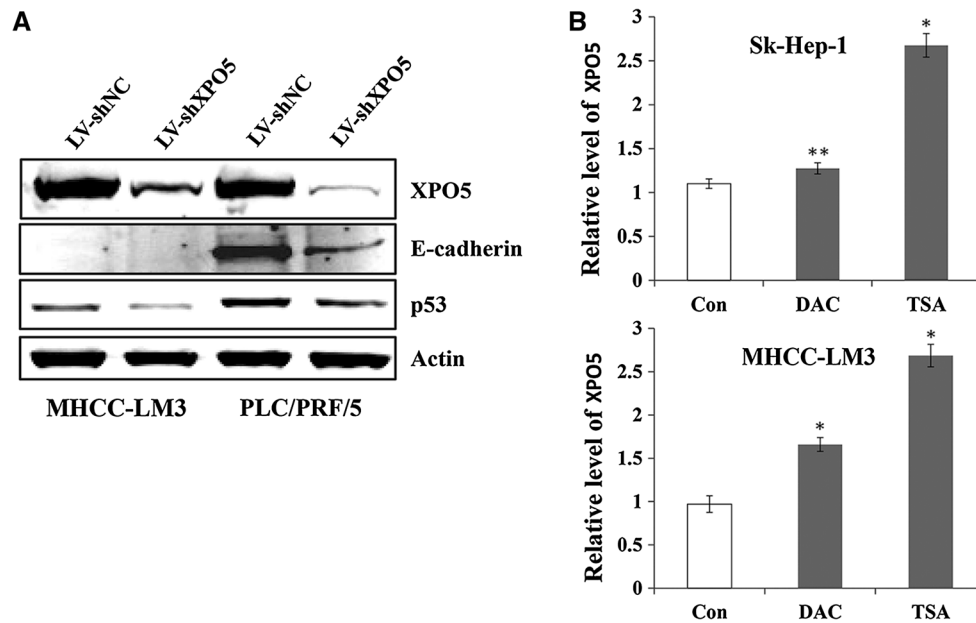 A
LV-shNC
LV-shXPO5
LV-shNC
LV-shXPO5
XPO5
E-cadherin
p53
Actin
MHCC-LM3
PLC/PRF/5
B
Sk-Hep-1
Relative level of XPO5
3
2.5
2
1.5
1
0.5
0
**
*
Con
DAC
TSA
MHCC-LM3
Relative level of XPO5
3
2.5
2
1.5
1
0.5
0
*
*
Con
DAC
TSA